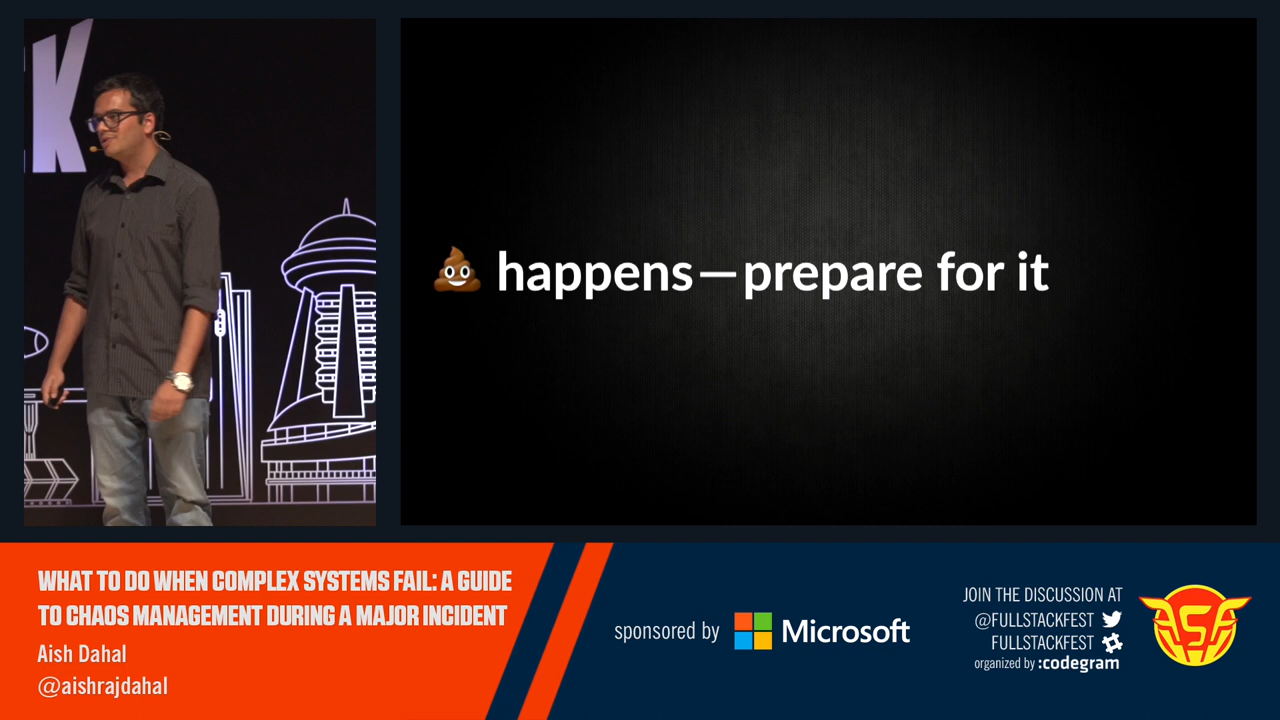 K
💩 happens—prepare for it
WHAT TO DO WHEN COMPLEX SYSTEMS FAIL: A GUIDE
TO CHAOS MANAGEMENT DURING A MAJOR INCIDENT
Aish Dahal
@aishrajdahal
sponsored by Microsoft
JOIN THE DISCUSSION AT
@FULLSTACKFEST
FULLSTACKFEST
organized by :codegram
FSF